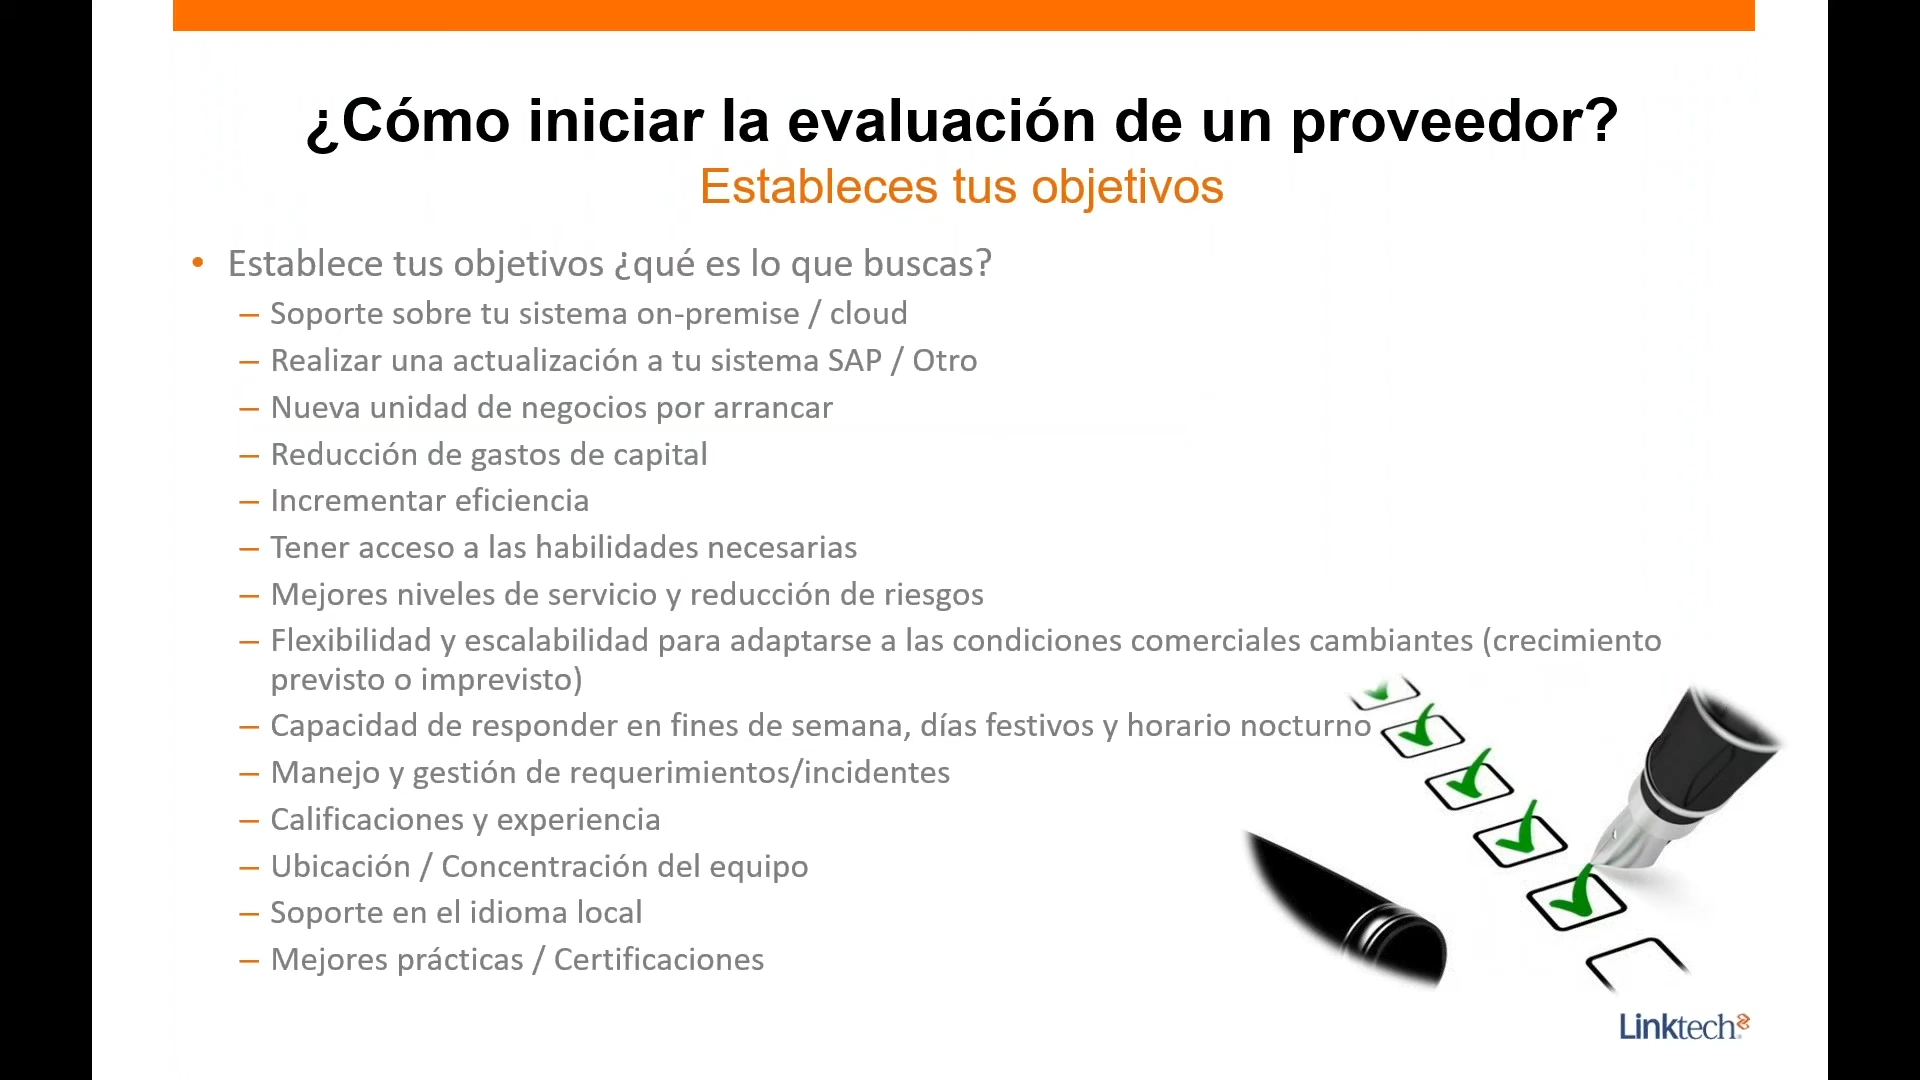 ¿Cómo iniciar la evaluación de un proveedor?
Estableces tus objetivos
• Establece tus objetivos ¿qué es lo que buscas?
– Soporte sobre tu sistema on-premise / cloud
– Realizar una actualización a tu sistema SAP / Otro
– Nueva unidad de negocios por arrancar
– Reducción de gastos de capital
– Incrementar eficiencia
– Tener acceso a las habilidades necesarias
– Mejores niveles de servicio y reducción de riesgos
– Flexibilidad y escalabilidad para adaptarse a las condiciones comerciales cambiantes (crecimiento
previsto o imprevisto)
– Capacidad de responder en fines de semana, días festivos y horario nocturno
– Manejo y gestión de requerimientos/incidentes
– Calificaciones y experiencia
– Ubicación / Concentración del equipo
– Soporte en el idioma local
– Mejores prácticas / Certificaciones
Linktech